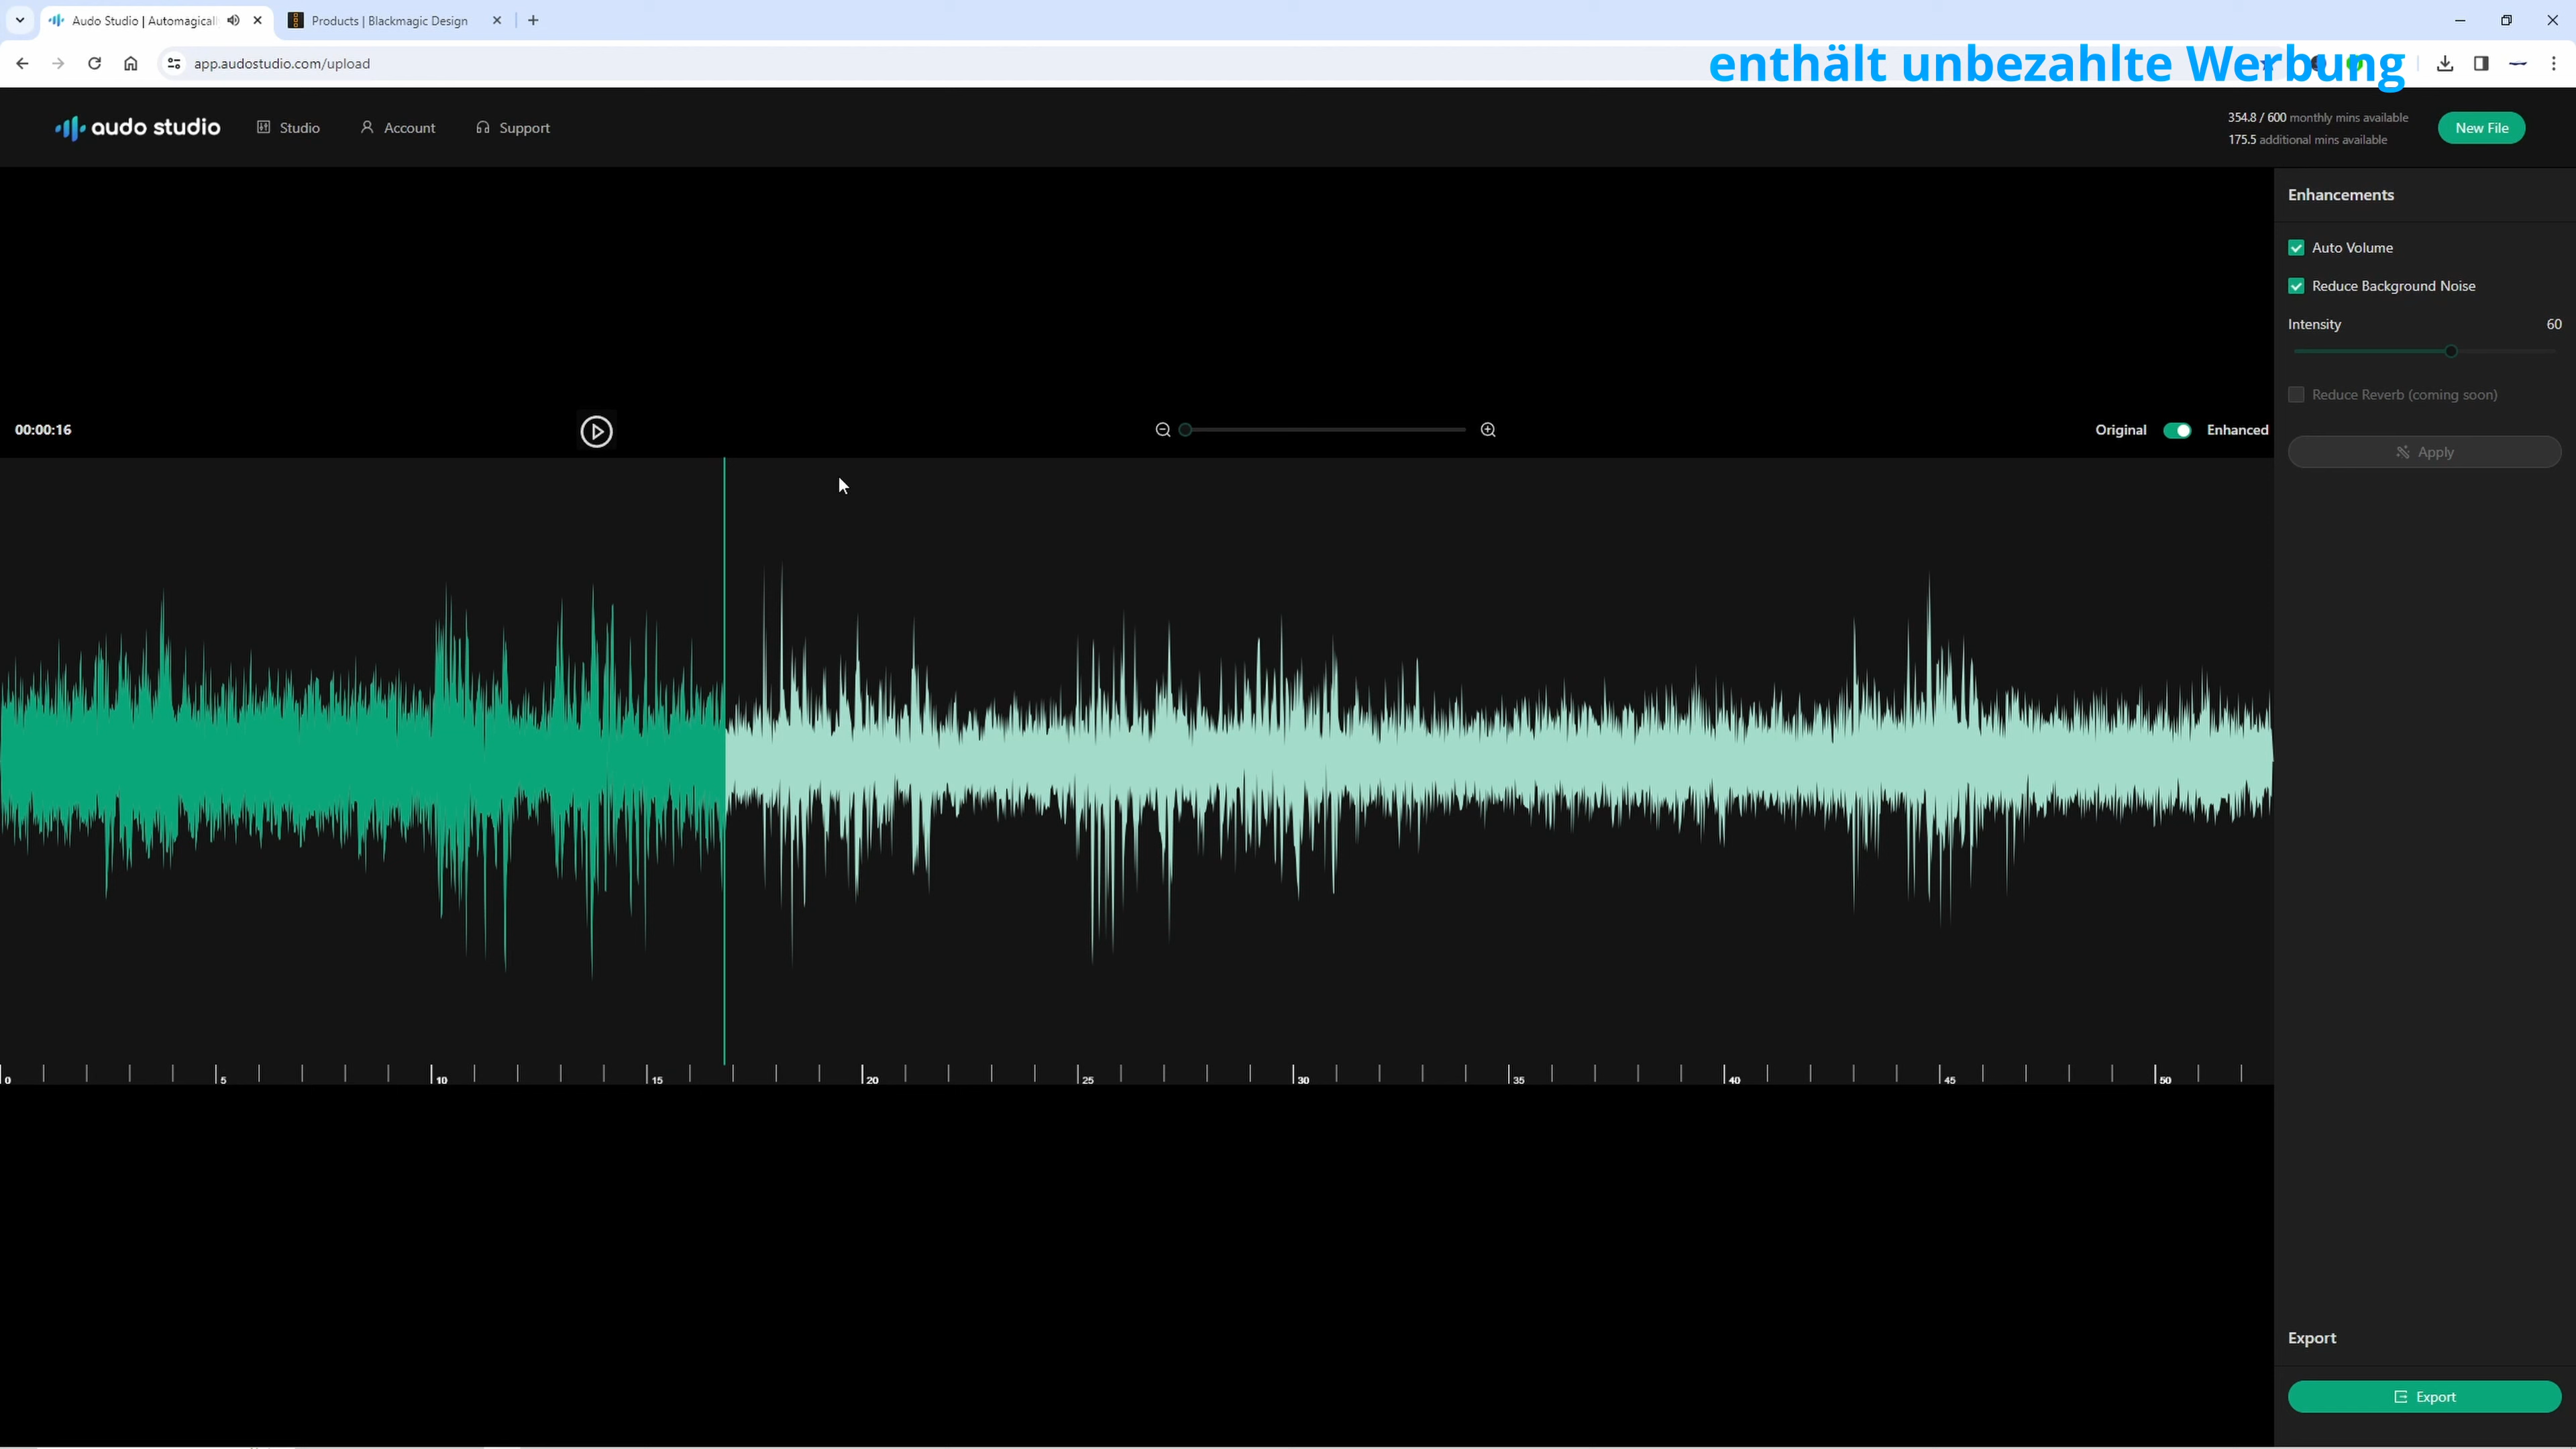 Audo Studio | Automagicall
Products | Blackmagic Design
app.audostudio.com/upload
enthält unbezahlte Werbung
audo studio
Studio
Account
Support
354.8 / 600 monthly mins available
175.5 additional mins available
New File
Enhancements
Auto Volume
Reduce Background Noise
Intensity 60
Reduce Reverb (coming soon)
Apply
00:00:16
Original
Enhanced
0 5 10 15 20 25 30 35 40 45 50
Export
Export